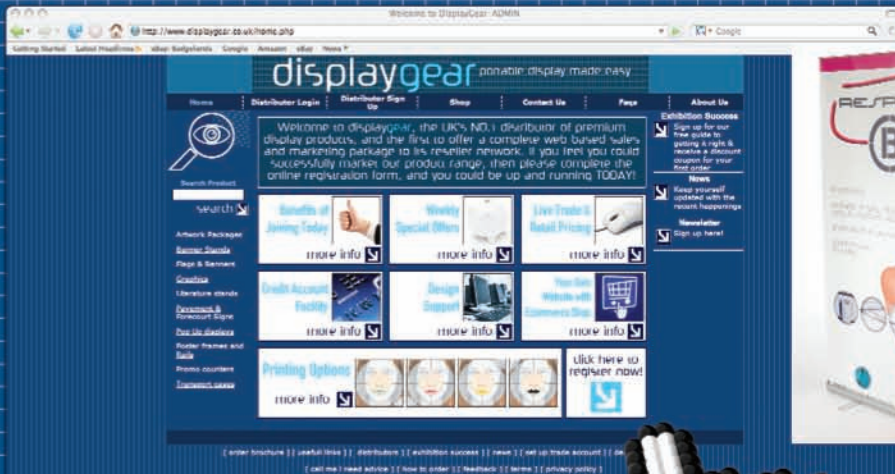 Welcome to DisplayGear: ADMIN
http://www.displaygear.co.uk/home.php
Google
Getting Started
Google Amazon eBay News
displaygear portable display made easy
Home Distributor Login Distributor Sign Up Shop Contact Us Faqs About Us
Welcome to displaygear, the UK's NO.1 distributor of premium
display products, and the first to offer a complete web based sales
and marketing package to its reseller network. If you feel you could
successfully market our product range, then please complete the
online registration form, and you could be up and running TODAY!
Search Product
search
Artwork Packages
Banner Stands
Flags & Banners
Graphics
Literature stands
Pavement &
Forecourt Signs
Pop Up displays
Poster frames and
Rails
Promo counters
Transport cases
Benefits of
Joining Today
more info
Weekly
Special Offers
more info
Live Trade &
Retail Pricing
more info
Credit Account
Facility
more info
Design
Support
more info
Your Own
Website with
Ecommerce Shop
more info
Printing Options
more info
click here to
register now!
Exhibition Success
Sign up for our
free guide to
getting it right &
receive a discount
coupon for your
first order
News
Keep yourself
updated with the
recent happenings
Newsletter
Sign up here!
[ order brochure ] [ useful links ] [ distributors ] [ exhibition success ] [ news ] [ set up trade account ] [
[ call me I need advice ] [ how to order ] [ feedback ] [ terms ] [ privacy policy ]